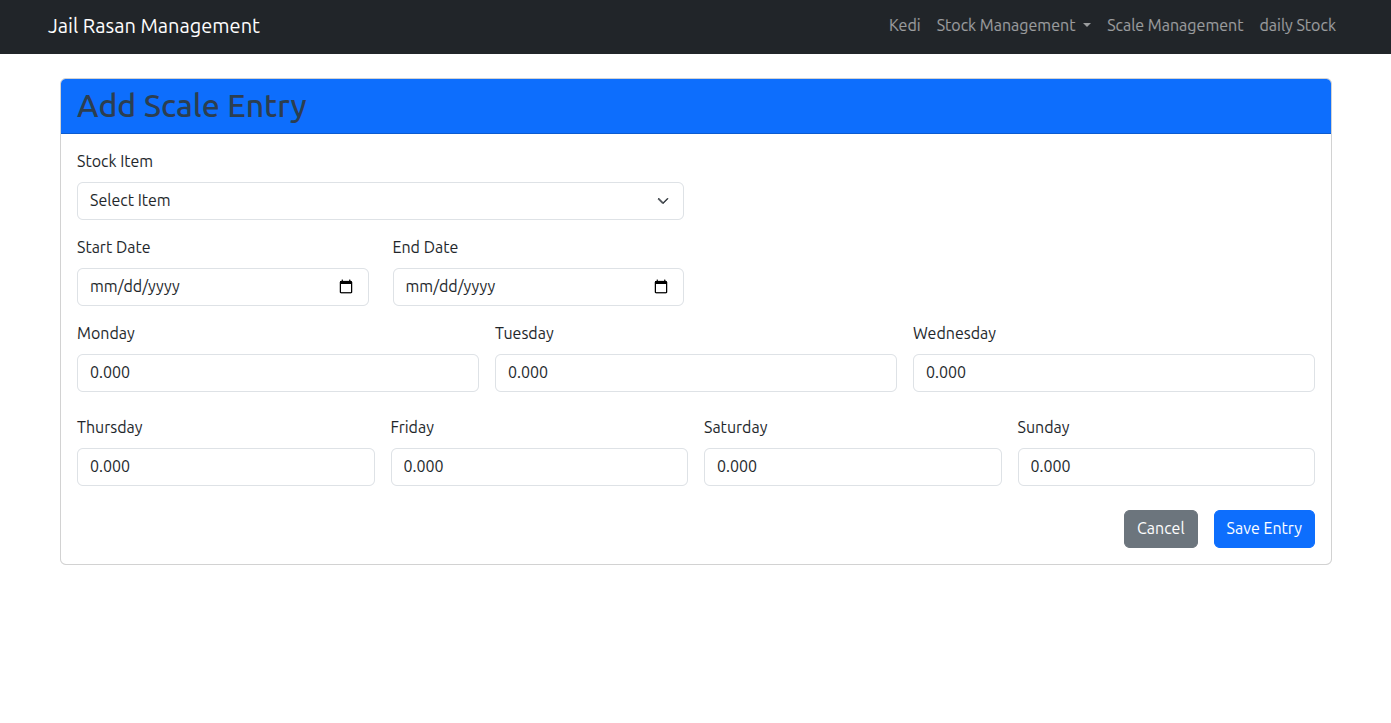 Jail Rasan Management Kedi Stock Management Scale Management daily Stock
Add Scale Entry
Stock Item
Select Item
Start Date End Date
mm/dd/yyyy mm/dd/yyyy
Monday Tuesday Wednesday
0.000 0.000 0.000
Thursday Friday Saturday Sunday
0.000 0.000 0.000 0.000
Cancel Save Entry